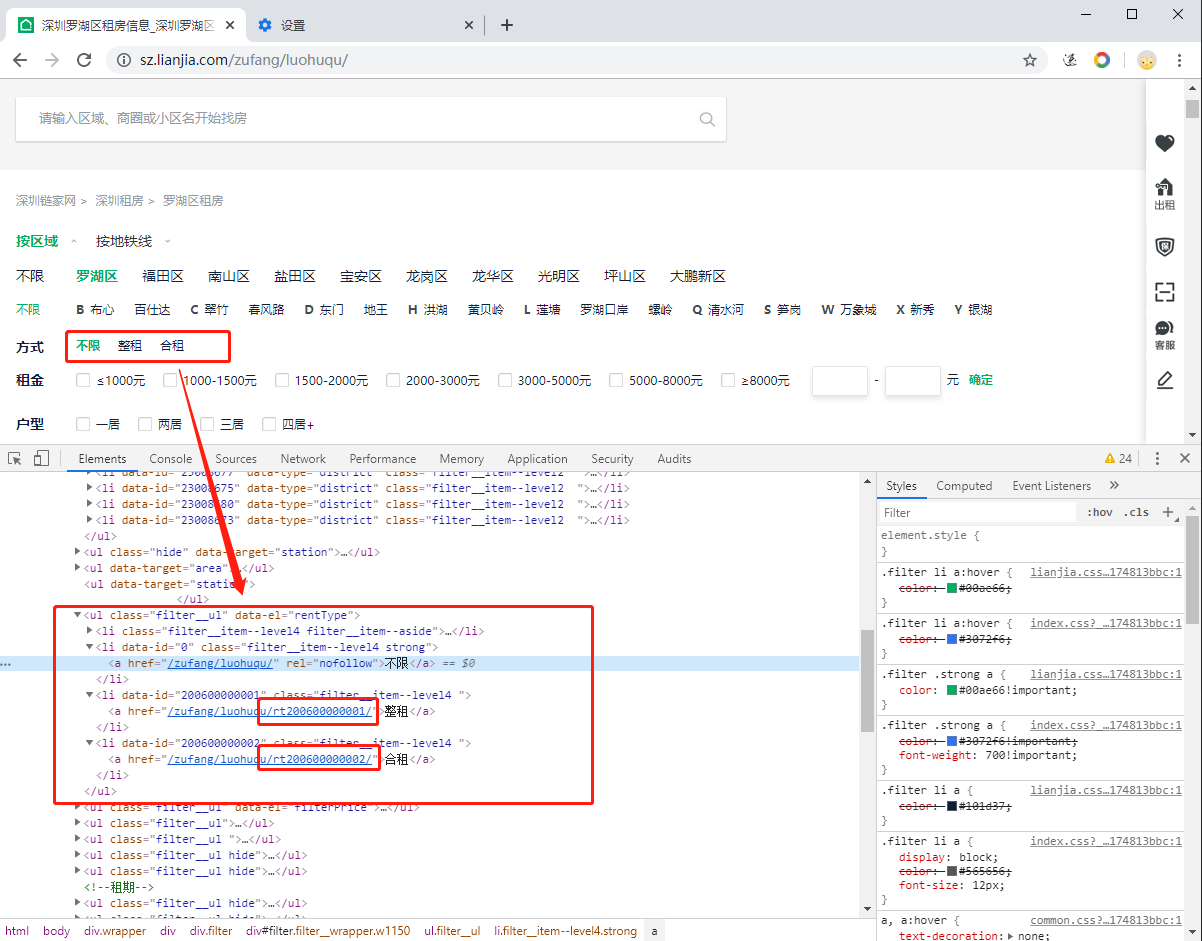 深圳罗湖区租房信息_深圳罗湖区
设置
sz.lianjia.com/zufang/luohuqu/
请输入区域、商圈或小区名开始找房
出租
客服
深圳链家网 > 深圳租房 > 罗湖区租房
按区域 按地铁线
不限 罗湖区 福田区 南山区 盐田区 宝安区 龙岗区 龙华区 光明区 坪山区 大鹏新区
不限 B 布心 百仕达 C 翠竹 春风路 D 东门 地王 H 洪湖 黄贝岭 L 莲塘 罗湖口岸 螺岭 Q 清水河 S 笋岗 W 万象城 X 新秀 Y 银湖
方式 不限 整租 合租
租金 ≤1000元 1000-1500元 1500-2000元 2000-3000元 3000-5000元 5000-8000元 ≥8000元 - 元 确定
户型 一居 两居 三居 四居+
Elements Console Sources Network Performance Memory Application Security Audits 24
<li data-id="23008677" data-type="district" class="filter__item--level2  ">…</li>
<li data-id="23008675" data-type="district" class="filter__item--level2  ">…</li>
<li data-id="23008680" data-type="district" class="filter__item--level2  ">…</li>
<li data-id="23008673" data-type="district" class="filter__item--level2  ">…</li>
</ul>
<ul class="hide" data-target="station">…</ul>
<ul data-target="area">…</ul>
<ul data-target="station">
</ul>
<ul class="filter__ul" data-el="rentType">
<li class="filter__item--level4 filter__item--aside">…</li>
<li data-id="0" class="filter__item--level4 strong">
<a href="/zufang/luohuqu/" rel="nofollow">不限</a> == $0
</li>
<li data-id="200600000001" class="filter__item--level4 ">
<a href="/zufang/luohuqu/rt200600000001/">整租</a>
</li>
<li data-id="200600000002" class="filter__item--level4 ">
<a href="/zufang/luohuqu/rt200600000002/">合租</a>
</li>
</ul>
<ul class="filter__ul" data-el="filterPrice">…</ul>
<ul class="filter__ul">…</ul>
<ul class="filter__ul ">…</ul>
<ul class="filter__ul hide">…</ul>
<ul class="filter__ul hide">…</ul>
<!--租期-->
<ul class="filter__ul hide">…</ul>
<ul class="filter__ul hide">…</ul>
html body div.wrapper div div.filter div#filter.filter__wrapper.w1150 ul.filter__ul li.filter__item--level4.strong a
Styles Computed Event Listeners »
Filter :hov .cls +
element.style {
}
.filter li a:hover { lianjia.css…174813bbc:1
color: #00ae66;
}
.filter li a:hover { index.css?_…174813bbc:1
color: #3072f6;
}
.filter .strong a { lianjia.css…174813bbc:1
color: #00ae66!important;
}
.filter .strong a { index.css?_…174813bbc:1
color: #3072f6!important;
font-weight: 700!important;
}
.filter li a { lianjia.css…174813bbc:1
color: #101d37;
}
.filter li a { index.css?_…174813bbc:1
display: block;
color: #565656;
font-size: 12px;
}
a, a:hover { common.css?…174813bbc:1
text-decoration: none;